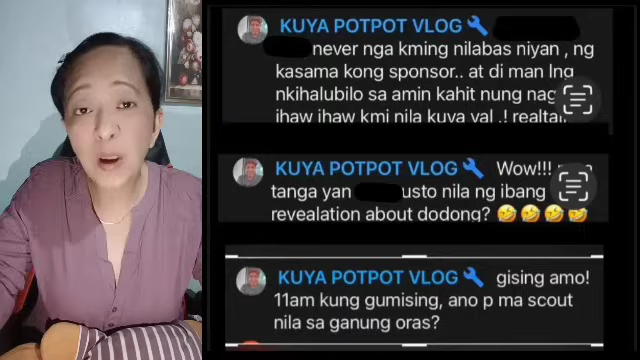 KUYA POTPOT VLOG
never nga kming nilabas niyan , ng
kasama kong sponsor.. at di man lng
nkihalubilo sa amin kahit nung nag
ihaw ihaw kmi nila kuya val .!
KUYA POTPOT VLOG Wow!!!
tanga yan usto nila ng ibang
revealation about dodong? 🤣🤣🤣🤣
KUYA POTPOT VLOG gising amo!
11am kung gumising, ano p ma scout
nila sa ganung oras?